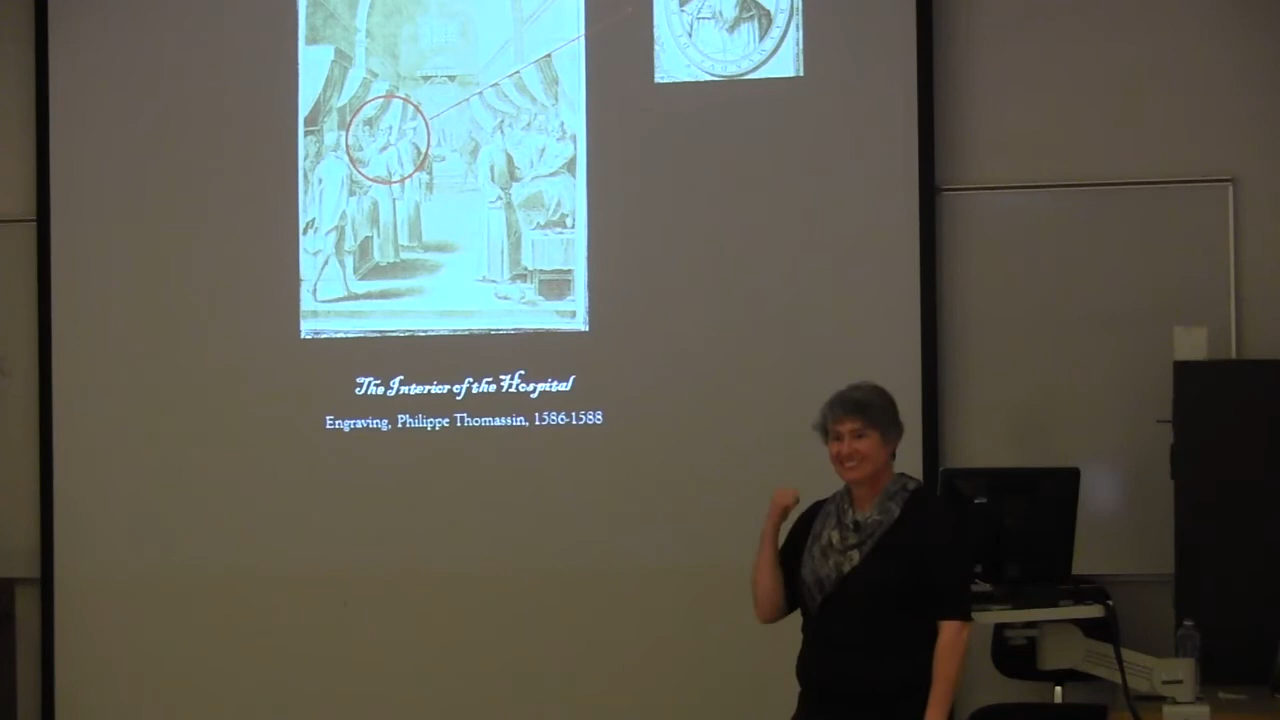 The Interior of the Hospital
Engraving, Philippe Thomassin, 1586-1588